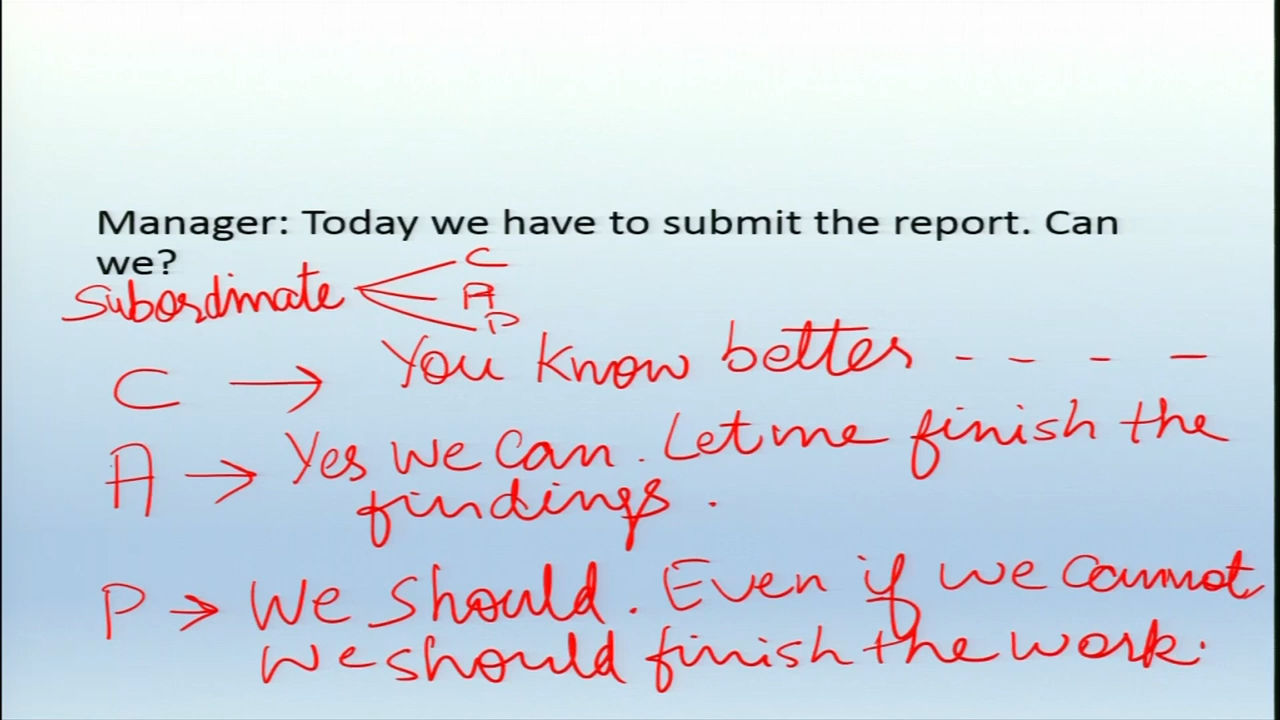 Manager: Today we have to submit the report. Can
we?
Subordinate C
A
P
C → You know better - - - -
A → Yes we can. Let me finish the
findings.
P → We should. Even if we cannot
we should finish the work.